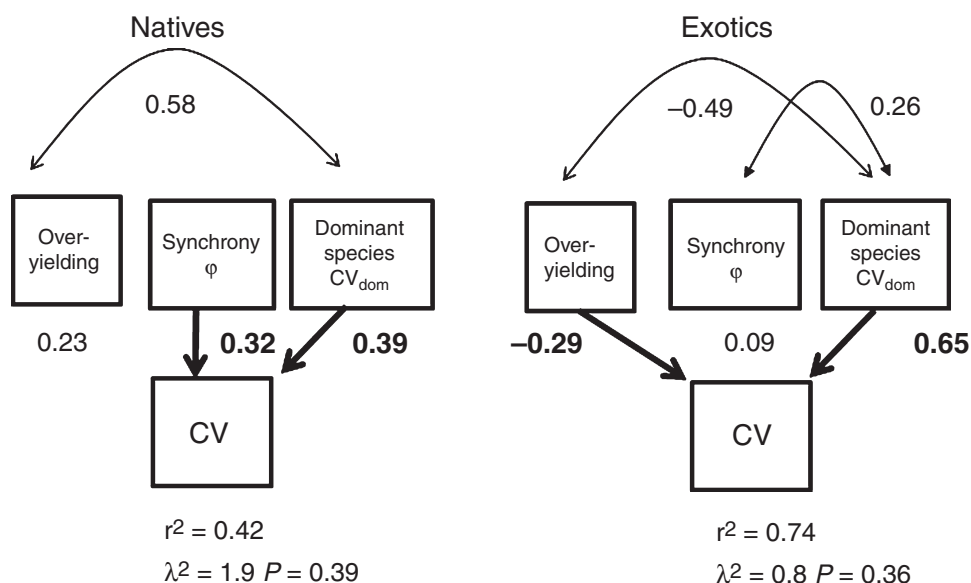 Natives
0.58
Over-
yielding
Synchrony
φ
Dominant
species
CVdom
0.23
0.32
0.39
CV
r² = 0.42
λ² = 1.9 P = 0.39
Exotics
–0.49
0.26
Over-
yielding
Synchrony
φ
Dominant
species
CVdom
–0.29
0.09
0.65
CV
r² = 0.74
λ² = 0.8 P = 0.36